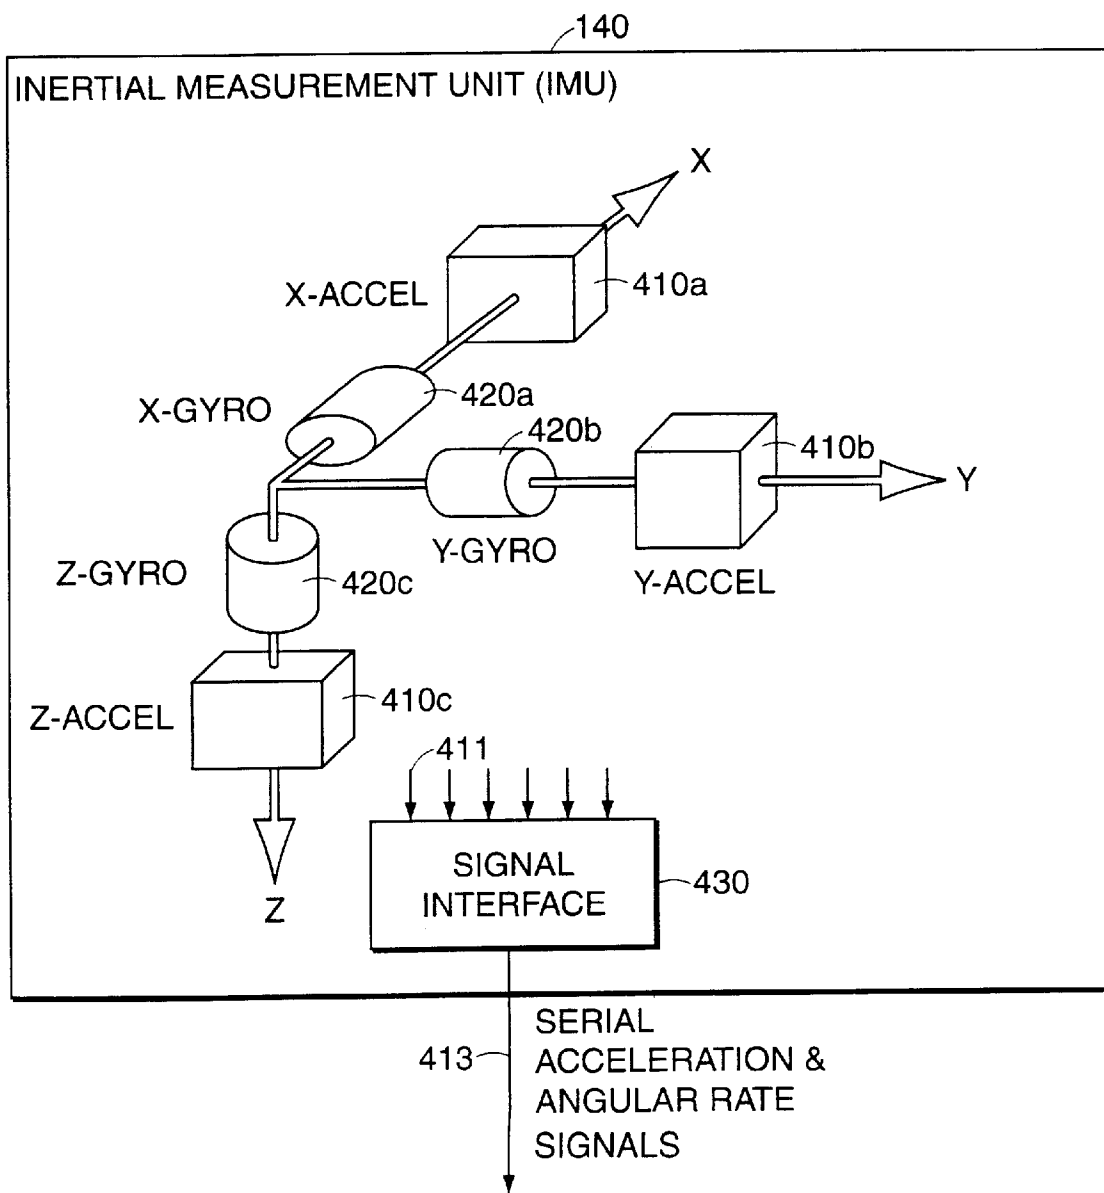 140
INERTIAL MEASUREMENT UNIT (IMU)
X
410a
X-ACCEL
420a
X-GYRO
420b
410b
Y
Y-GYRO
Z-GYRO
420c
Y-ACCEL
410c
Z-ACCEL
411
SIGNAL
INTERFACE
430
Z
SERIAL
413
ACCELERATION &
ANGULAR RATE
SIGNALS